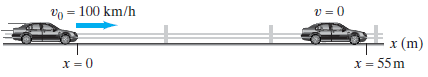 v₀ = 100 km/h
v = 0
x (m)
x = 0
x = 55 m